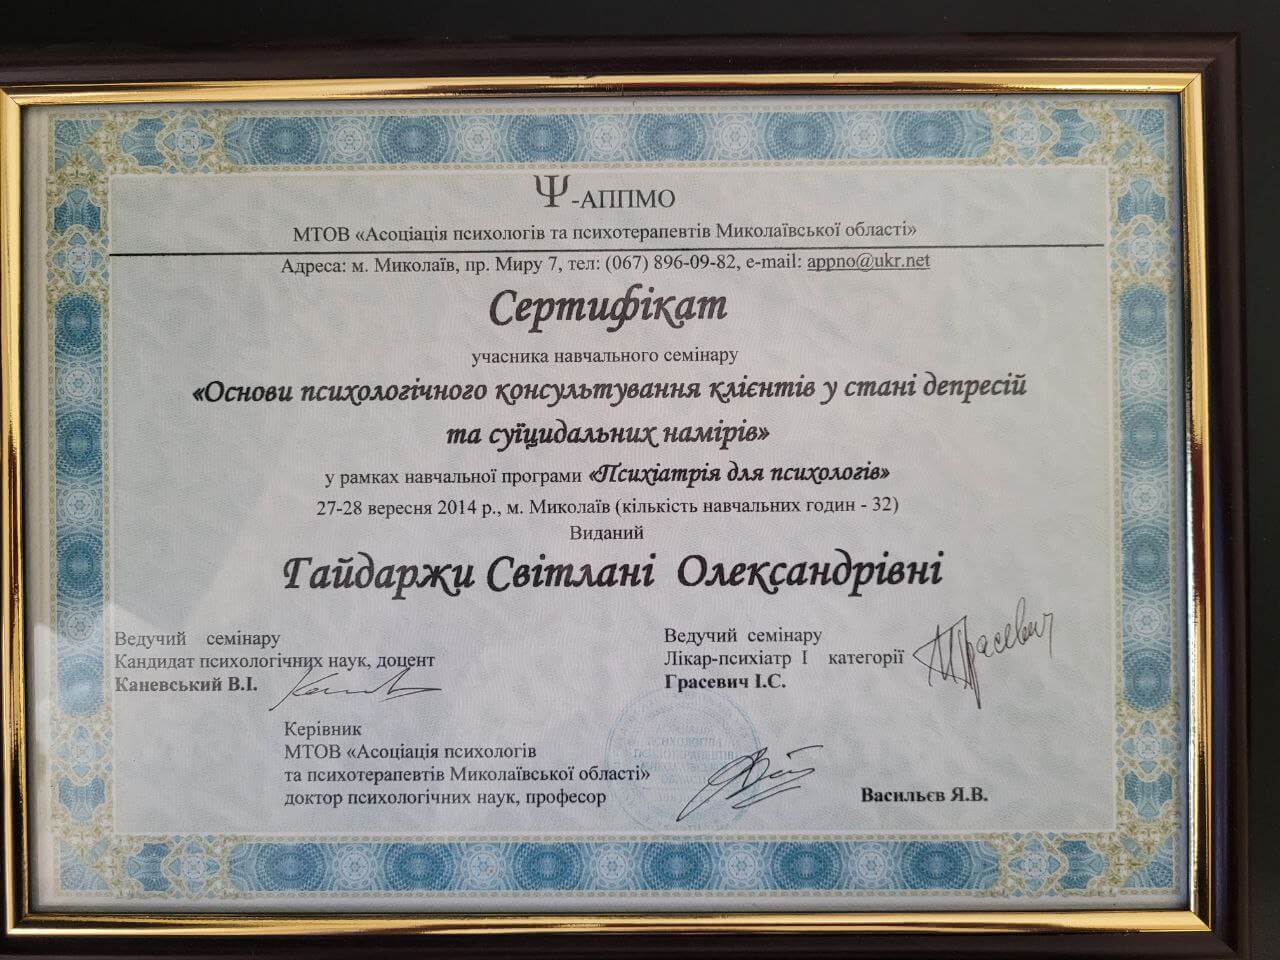 Ψ-АППМО
МТОВ «Асоціація психологів та психотерапевтів Миколаївської області»
Адреса: м. Миколаїв, пр. Миру 7, тел: (067) 896-09-82, e-mail: appno@ukr.net
Сертифікат
учасника навчального семінару
«Основи психологічного консультування клієнтів у стані депресій
та суїцидальних намірів»
у рамках навчальної програми «Психіатрія для психологів»
27-28 вересня 2014 р., м. Миколаїв (кількість навчальних годин - 32)
Виданий
Гайдаржи Світлані Олександрівні
Ведучий семінару
Кандидат психологічних наук, доцент
Каневський В.І.
Ведучий семінару
Лікар-психіатр І категорії
Грасевич І.С.
Керівник
МТОВ «Асоціація психологів
та психотерапевтів Миколаївської області»
доктор психологічних наук, професор
Васильєв Я.В.